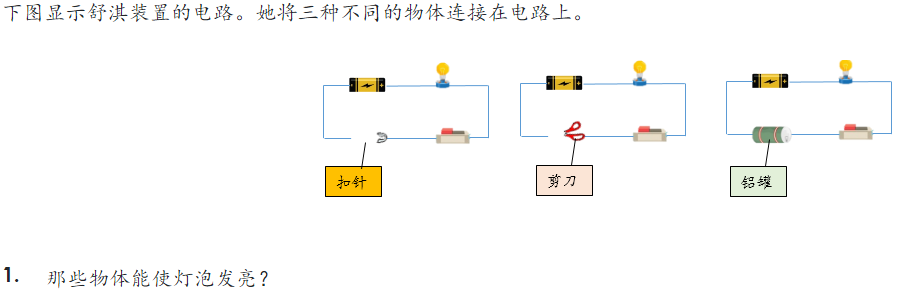 下图显示舒淇装置的电路。她将三种不同的物体连接在电路上。
扣针
剪刀
铝罐
1. 那些物体能使灯泡发亮?